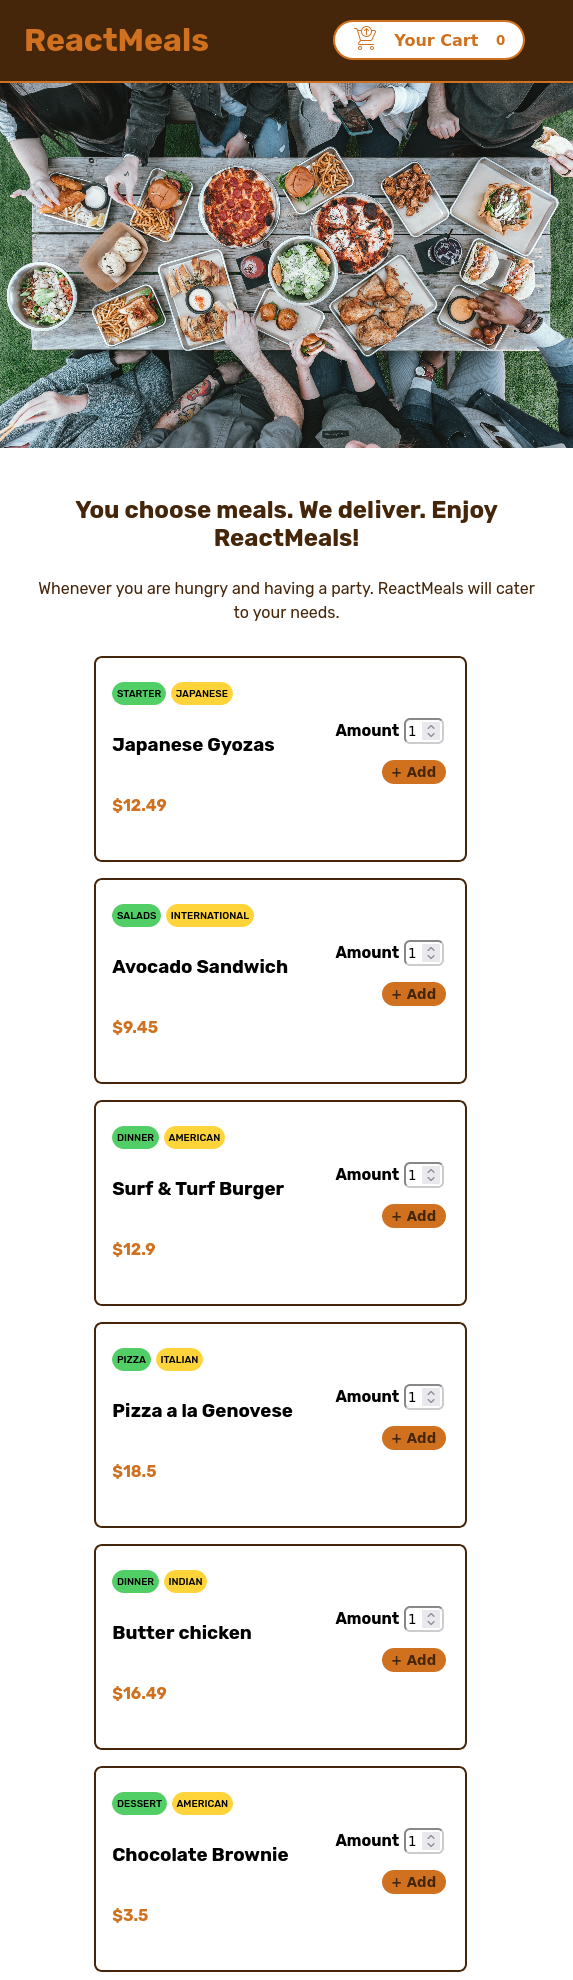 ReactMeals
Your Cart 0
You choose meals. We deliver. Enjoy
ReactMeals!
Whenever you are hungry and having a party. ReactMeals will cater
to your needs.
STARTER JAPANESE
Amount 1
Japanese Gyozas
+ Add
$12.49
SALADS INTERNATIONAL
Amount 1
Avocado Sandwich
+ Add
$9.45
DINNER AMERICAN
Amount 1
Surf & Turf Burger
+ Add
$12.9
PIZZA ITALIAN
Amount 1
Pizza a la Genovese
+ Add
$18.5
DINNER INDIAN
Amount 1
Butter chicken
+ Add
$16.49
DESSERT AMERICAN
Amount 1
Chocolate Brownie
+ Add
$3.5